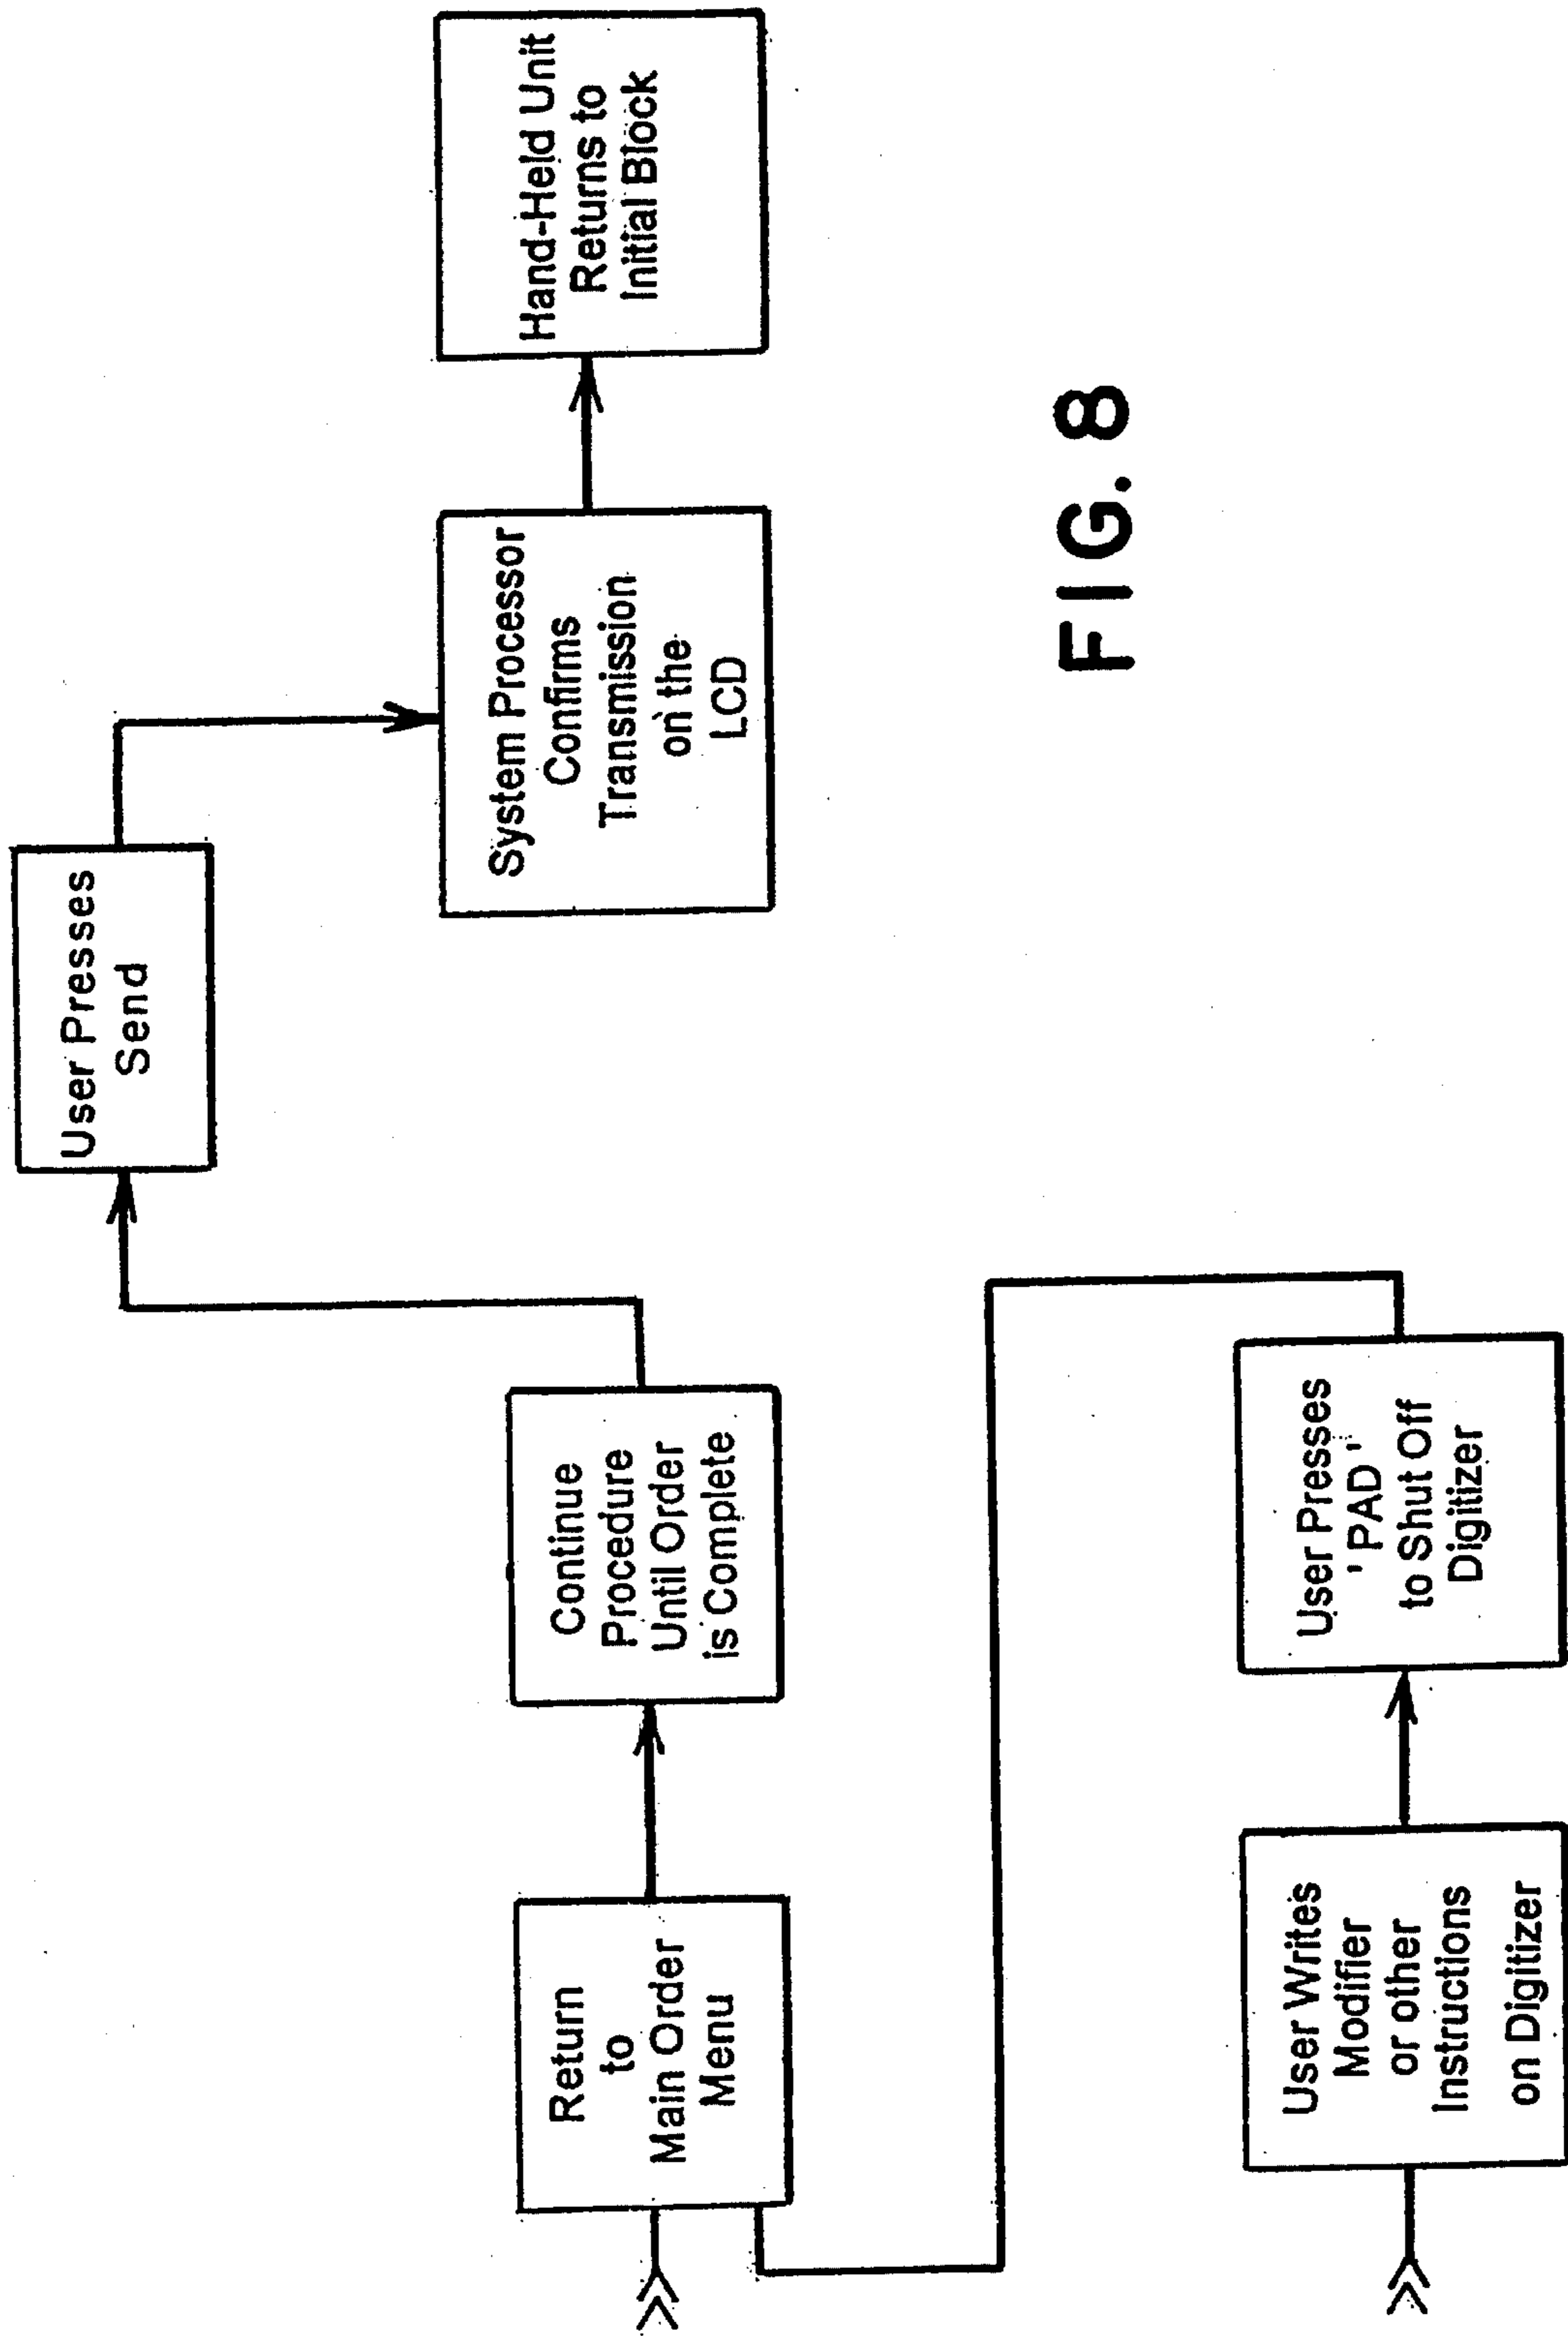 User Presses
Send
Hand-Held Unit
Returns to
Initial Block
System Processor
Confirms
Transmission
on the
LCD
Continue
Procedure
Until Order
is Complete
Return
to
Main Order
Menu
FIG. 8
User Presses
'PAD'
to Shut Off
Digitizer
User Writes
Modifier
or other
Instructions
on Digitizer